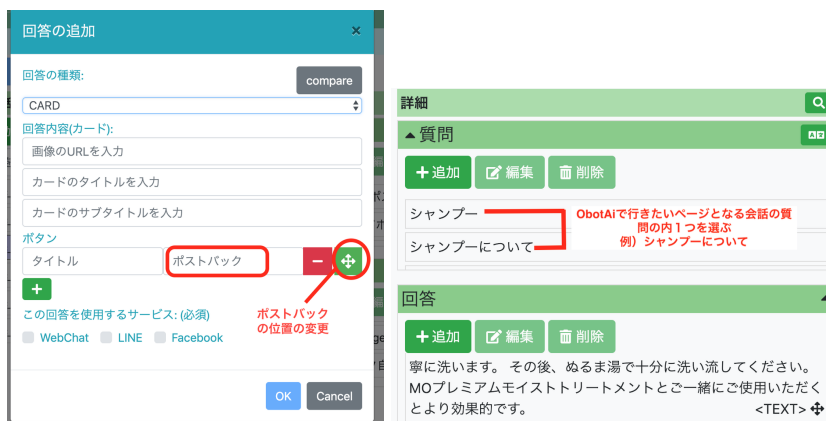 回答の追加
×
回答の種類:
compare
CARD
回答内容(カード):
画像のURLを入力
カードのタイトルを入力
カードのサブタイトルを入力
ボタン
タイトル
ポストバック
この回答を使用するサービス: (必須)
WebChat LINE Facebook
ポストバック
の位置の変更
OK Cancel
詳細
質問
追加 編集 削除
シャンプー
シャンプーについて
ObotAiで行きたいページとなる会話の質
問の内1つを選ぶ
例）シャンプーについて
回答
追加 編集 削除
寧に洗います。 その後、ぬるま湯で十分に洗い流してください。
MOプレミアムモイストトリートメントとご一緒にご使用いただく
とより効果的です。
<TEXT>